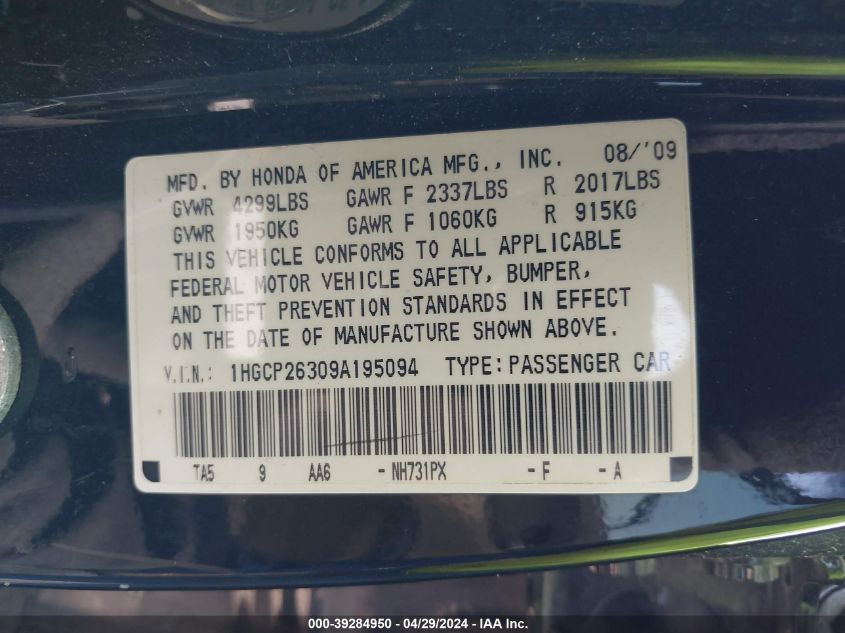 MFD. BY HONDA OF AMERICA MFG., INC. 08/'09
GVWR 4299LBS GAWR F 2337LBS R 2017LBS
GVWR 1950KG GAWR F 1060KG R 915KG
THIS VEHICLE CONFORMS TO ALL APPLICABLE
FEDERAL MOTOR VEHICLE SAFETY, BUMPER,
AND THEFT PREVENTION STANDARDS IN EFFECT
ON THE DATE OF MANUFACTURE SHOWN ABOVE.
V.I.N.: 1HGCP26309A195094 TYPE: PASSENGER CAR
TA5 9 AA6 -NH731PX -F -A
000-39284950 - 04/29/2024 - IAA Inc.